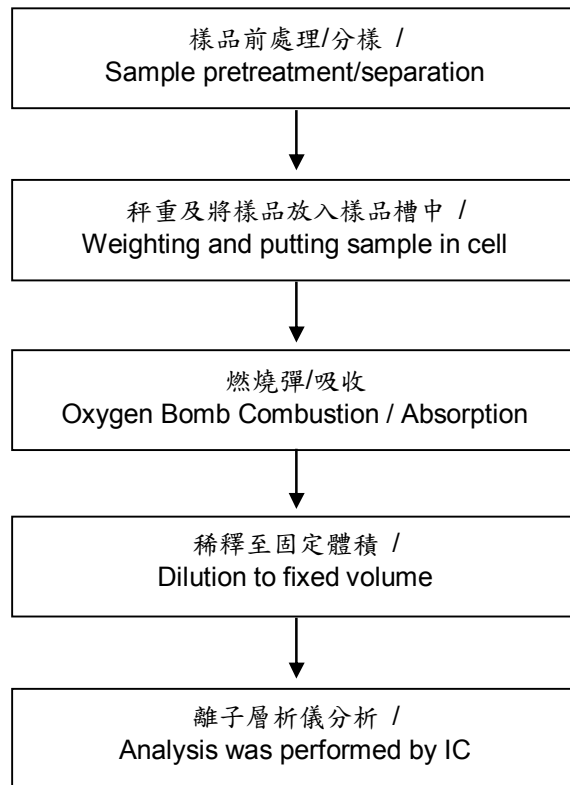 樣品前處理/分樣 /
Sample pretreatment/separation
秤重及將樣品放入樣品槽中 /
Weighting and putting sample in cell
燃燒彈/吸收
Oxygen Bomb Combustion / Absorption
稀釋至固定體積 /
Dilution to fixed volume
離子層析儀分析 /
Analysis was performed by IC